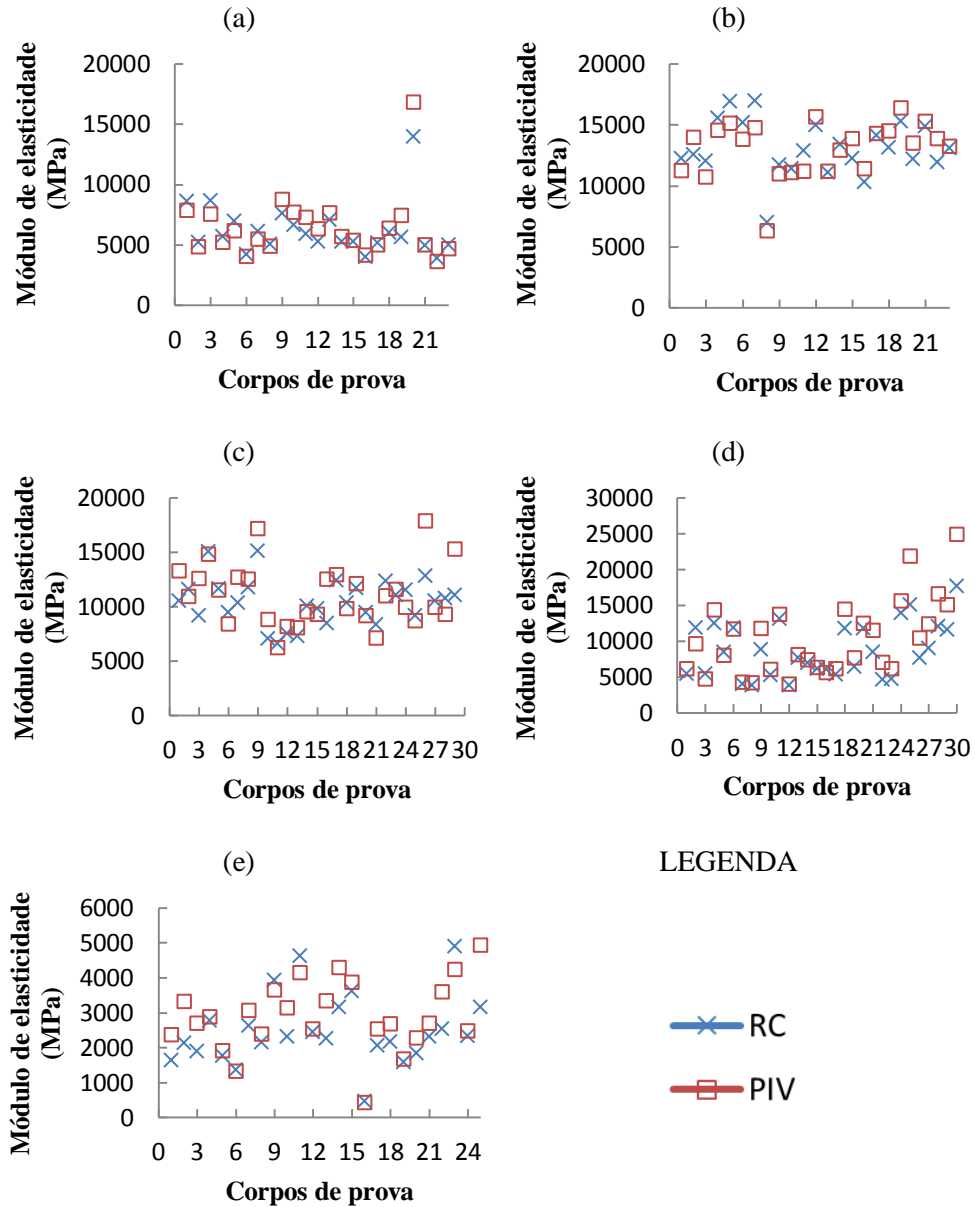 (a)
(b)
Módulo de elasticidade
(MPa)
20000
15000
10000
5000
0
0 3 6 9 12 15 18 21
Corpos de prova
Módulo de elasticidade
(MPa)
20000
15000
10000
5000
0
0 3 6 9 12 15 18 21
Corpos de prova
(c)
(d)
Módulo de elasticidade
(MPa)
20000
15000
10000
5000
0
0 3 6 9 12 15 18 21 24 27 30
Corpos de prova
Módulo de elasticidade
(MPa)
30000
25000
20000
15000
10000
5000
0
0 3 6 9 12 15 18 21 24 27 30
Corpos de prova
(e)
Módulo de elasticidade
(MPa)
6000
5000
4000
3000
2000
1000
0
0 3 6 9 12 15 18 21 24
Corpos de prova
LEGENDA
RC
PIV